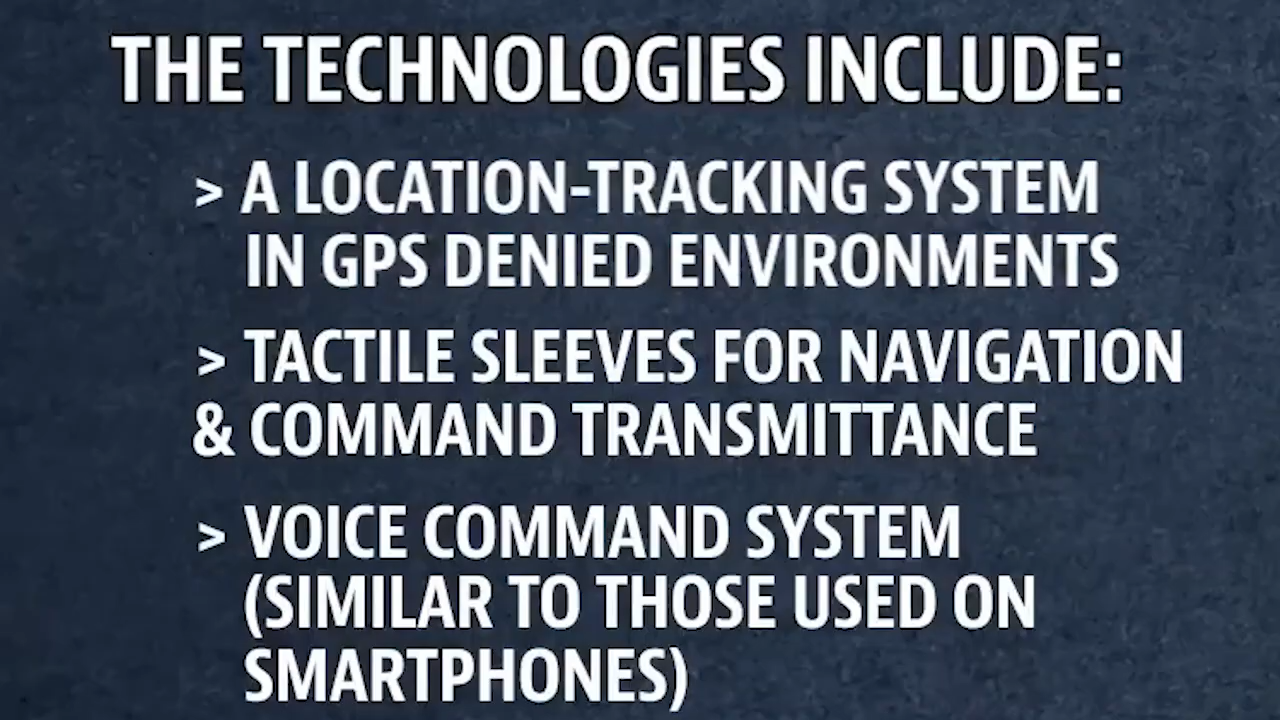 THE TECHNOLOGIES INCLUDE:
> A LOCATION-TRACKING SYSTEM
IN GPS DENIED ENVIRONMENTS
> TACTILE SLEEVES FOR NAVIGATION
& COMMAND TRANSMITTANCE
> VOICE COMMAND SYSTEM
(SIMILAR TO THOSE USED ON
SMARTPHONES)